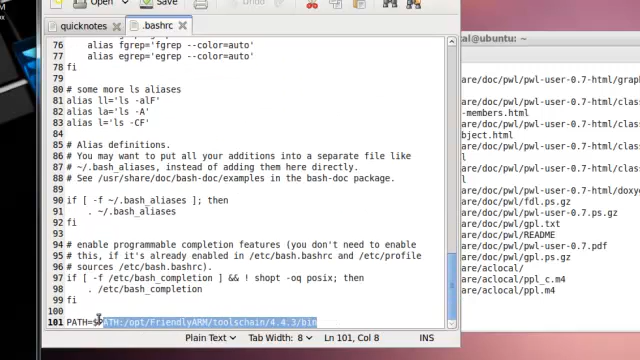 Open
Undo
quicknotes
.bashrc
al@ubuntu: ~
76     alias fgrep='fgrep --color=auto'
77     alias egrep='egrep --color=auto'
78 fi
79
80 # some more ls aliases
81 alias ll='ls -alF'
82 alias la='ls -A'
83 alias l='ls -CF'
84
85 # Alias definitions.
86 # You may want to put all your additions into a separate file like
87 # ~/.bash_aliases, instead of adding them here directly.
88 # See /usr/share/doc/bash-doc/examples in the bash-doc package.
89
90 if [ -f ~/.bash_aliases ]; then
91     . ~/.bash_aliases
92 fi
93
94 # enable programmable completion features (you don't need to enable
95 # this, if it's already enabled in /etc/bash.bashrc and /etc/profile
96 # sources /etc/bash.bashrc).
97 if [ -f /etc/bash_completion ] && ! shopt -oq posix; then
98     . /etc/bash_completion
99 fi
100
101 PATH=$PATH:/opt/FriendlyARM/toolschain/4.4.3/bin
Plain Text
Tab Width: 8
Ln 101, Col 8
INS
are/doc/pwl/pwl-user-0.7-html/grap
are/doc/pwl/pwl-user-0.7-html/class
-members.html
are/doc/pwl/pwl-user-0.7-html/class
bject.html
are/doc/pwl/pwl-user-0.7-html/class
are/doc/pwl/pwl-user-0.7-html/class
are/doc/pwl/pwl-user-0.7-html/doxy
are/doc/pwl/fdl.ps.gz
are/doc/pwl/pwl-user-0.7.ps.gz
are/doc/pwl/gpl.txt
are/doc/pwl/README
are/doc/pwl/pwl-user-0.7.pdf
are/doc/pwl/gpl.ps.gz
are/aclocal/
are/aclocal/ppl_c.m4
are/aclocal/ppl.m4